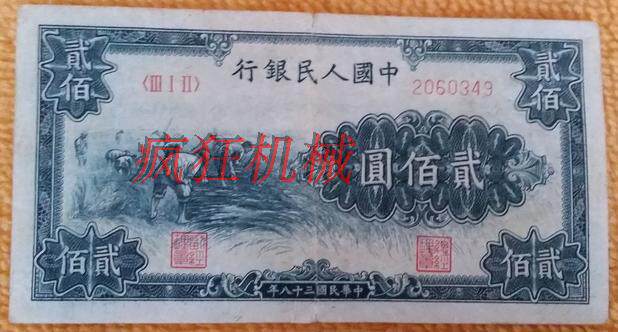 貳佰
中國人民銀行
貳佰
〈III I II〉
2060349
疯狂机械
貳佰圓
貳佰
貳佰
中華民國三十八年